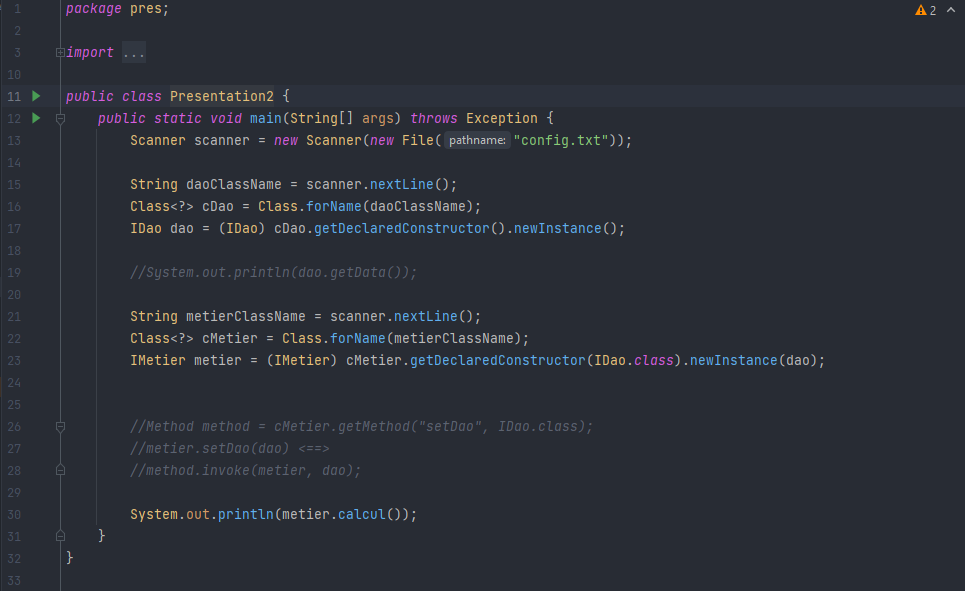 1 package pres;
2
3 import ...
10
11 public class Presentation2 {
12 public static void main(String[] args) throws Exception {
13 Scanner scanner = new Scanner(new File( pathname: "config.txt"));
14
15 String daoClassName = scanner.nextLine();
16 Class<?> cDao = Class.forName(daoClassName);
17 IDao dao = (IDao) cDao.getDeclaredConstructor().newInstance();
18
19 //System.out.println(dao.getData());
20
21 String metierClassName = scanner.nextLine();
22 Class<?> cMetier = Class.forName(metierClassName);
23 IMetier metier = (IMetier) cMetier.getDeclaredConstructor(IDao.class).newInstance(dao);
24
25
26 //Method method = cMetier.getMethod("setDao", IDao.class);
27 //metier.setDao(dao) <==>
28 //method.invoke(metier, dao);
29
30 System.out.println(metier.calcul());
31 }
32 }
33
2